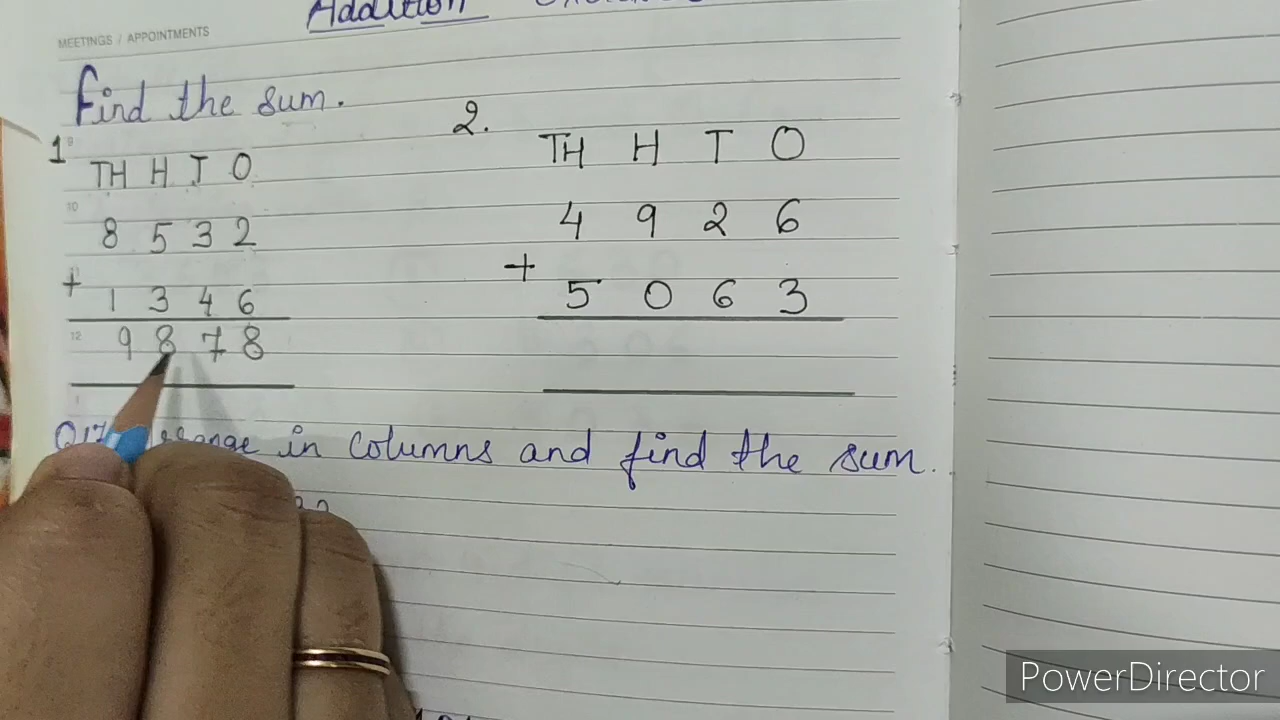 Addition
MEETINGS / APPOINTMENTS
Find the sum.
1
TH H T O
8 5 3 2
+
1 3 4 6
9 8 7 8
2.
TH H T O
4 9 2 6
+
5 0 6 3
in columns and find the sum.
PowerDirector